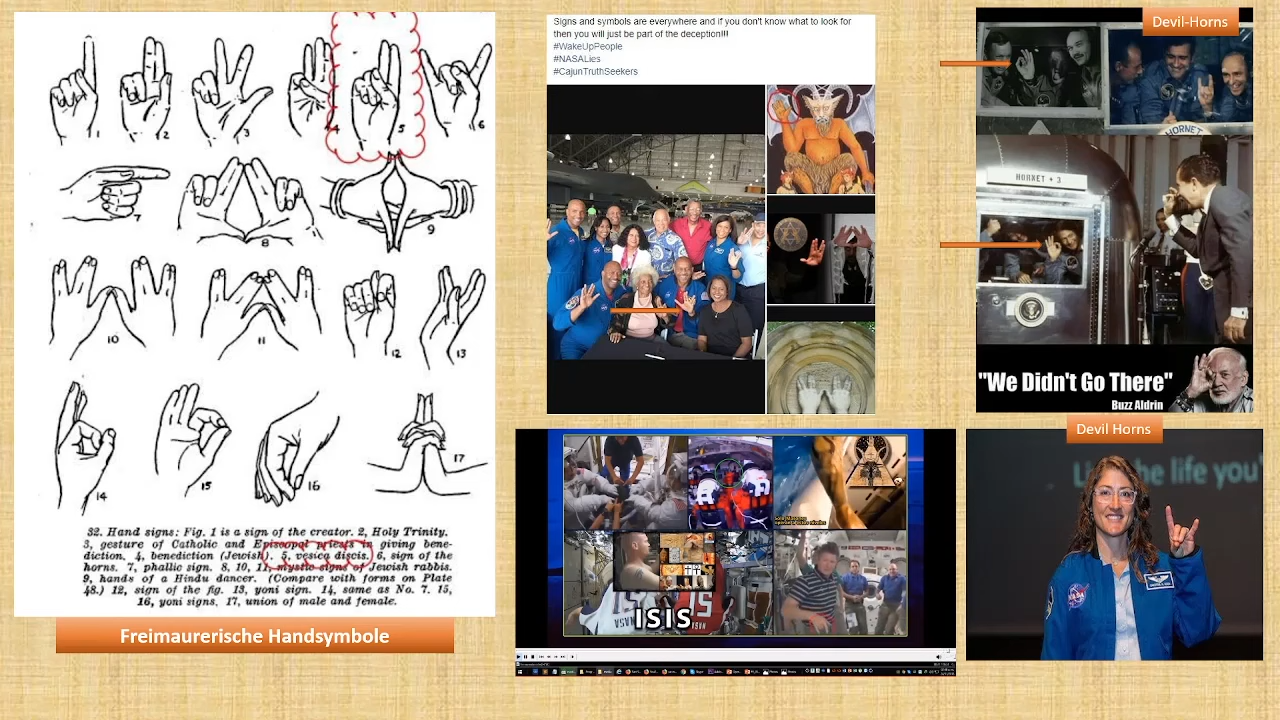 1
2
3
4
5
6
7
8
9
10
11
12
13
14
15
16
17
32. Hand signs: Fig. 1 is a sign of the creator. 2, Holy Trinity.
3, gesture of Catholic and Episcopal priests in giving bene-
diction. 4, benediction (Jewish). 5, vesica discis, 6, sign of the
horns. 7, phallic sign. 8, 10, 11, mystic signs of Jewish rabbis.
9, hands of a Hindu dancer. (Compare with forms on Plate
48.) 12, sign of the fig. 13, yoni sign. 14, same as No. 7. 15,
16, yoni signs, 17, union of male and female.
Freimaurerische Handsymbole
Signs and symbols are everywhere and if you don't know what to look for
then you will just be part of the deception!!!
#WakeUpPeople
#NASALies
#CajunTruthSeekers
ISIS
NASA
Devil-Horns
HORNET
HORNET + 3
"We Didn't Go There"
Buzz Aldrin
Devil Horns
the life you'
NASA